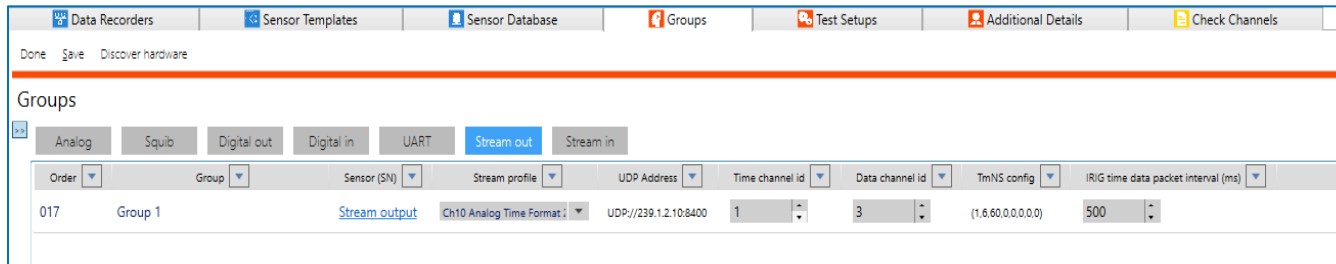 Data Recorders Sensor Templates Sensor Database Groups Test Setups Additional Details Check Channels
Done Save Discover hardware
Groups
>>
Analog Squib Digital out Digital in UART Stream out Stream in
Order Group Sensor (SN) Stream profile UDP Address Time channel id Data channel id TmNS config IRIG time data packet interval (ms)
017 Group 1 Stream output Ch10 Analog Time Format UDP://239.1.2.10:8400 1 3 (1,6,60,0,0,0,0,0) 500